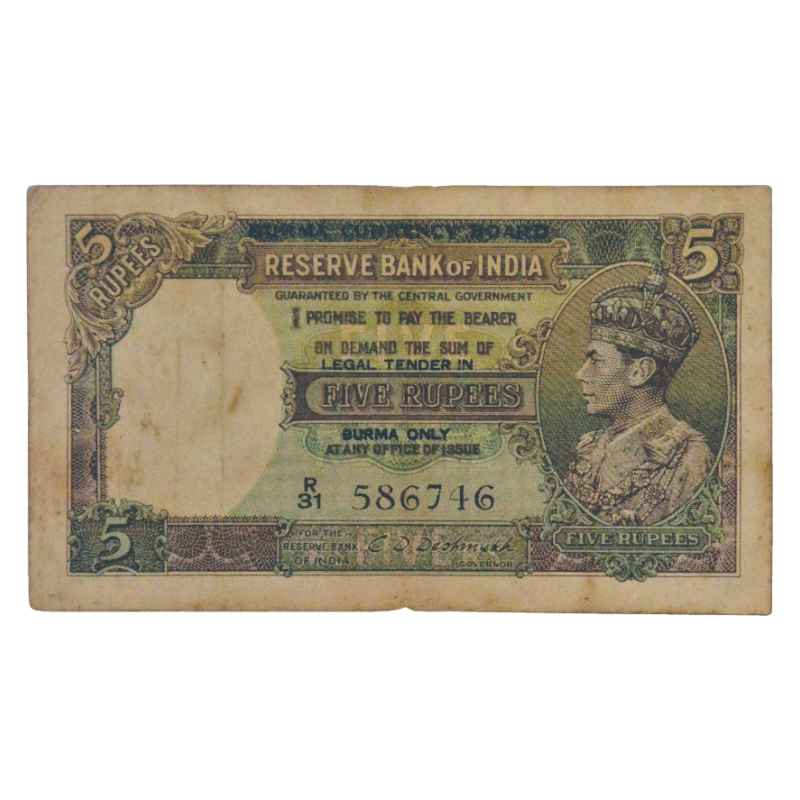 BURMA CURRENCY BOARD
5
RUPEES
RESERVE BANK OF INDIA
5
GUARANTEED BY THE CENTRAL GOVERNMENT
I PROMISE TO PAY THE BEARER
ON DEMAND THE SUM OF
LEGAL TENDER IN
FIVE RUPEES
BURMA ONLY
AT ANY OFFICE OF ISSUE
R
31 586746
5
FOR THE
RESERVE BANK
OF INDIA
C D Deshmukh
GOVERNOR
FIVE RUPEES